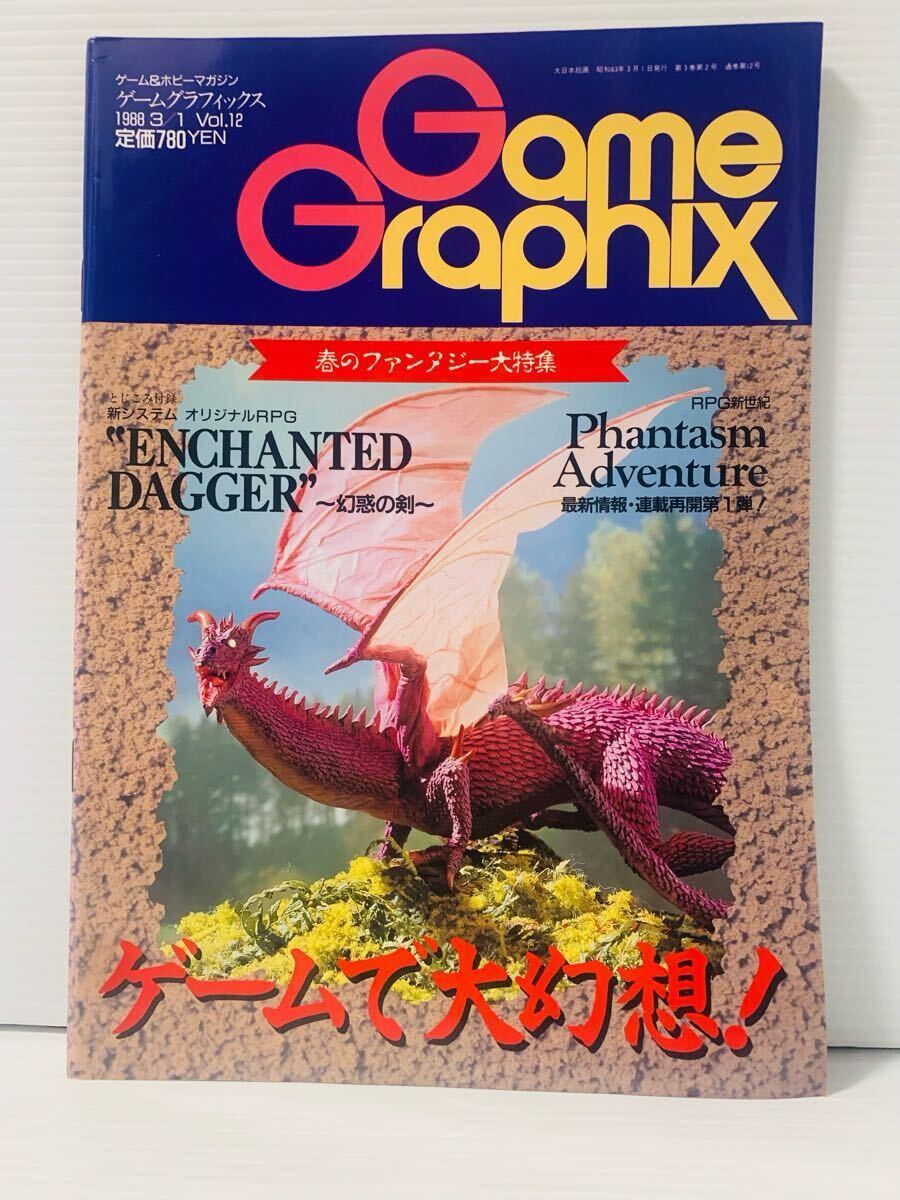 大日本絵画 昭和63年3月1日発行 第3巻第2号 通巻第12号
ゲーム&ホビーマガジン
ゲームグラフィックス
1988 3/1 Vol.12
定価780YEN
Game
Graphix
春のファンタジー大特集
とじこみ付録
新システム オリジナルRPG
“ENCHANTED
DAGGER”～幻惑の剣～
RPG新世紀
Phantasm
Adventure
最新情報・連載再開第1弾!
ゲームで大幻想!